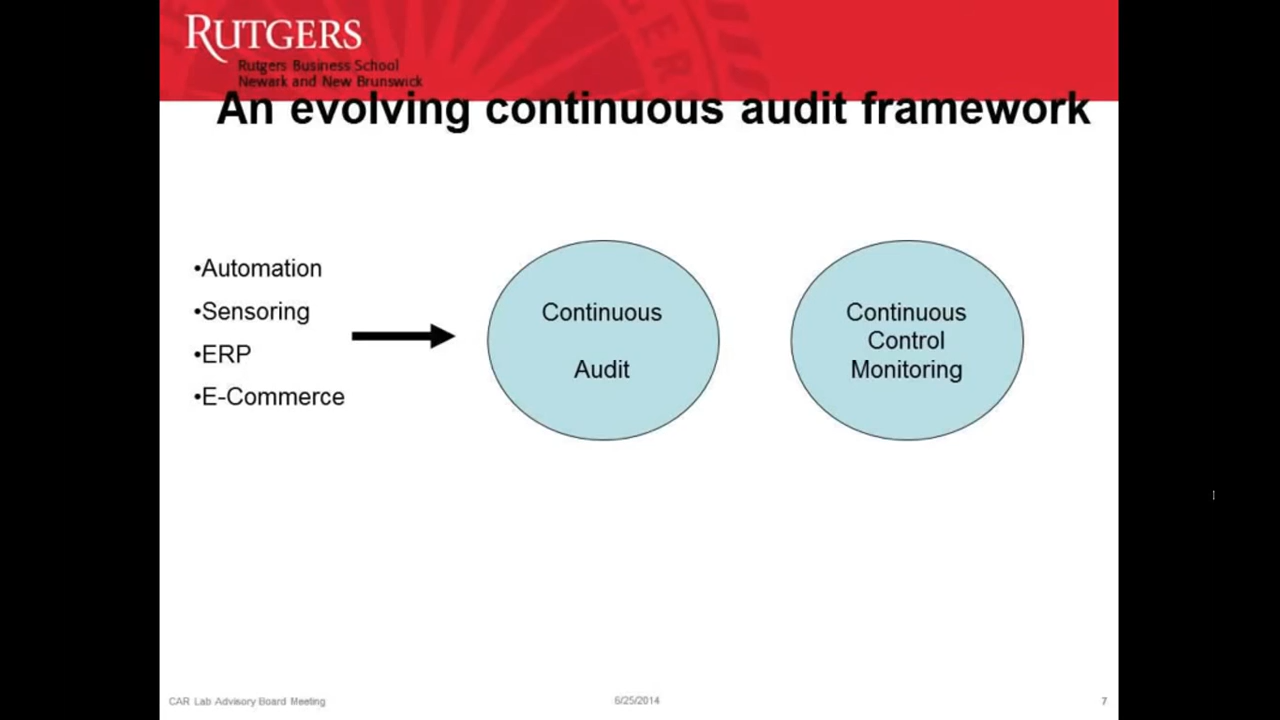 RUTGERS
Rutgers Business School
Newark and New Brunswick
An evolving continuous audit framework
•Automation
•Sensoring
•ERP
•E-Commerce
Continuous
Audit
Continuous
Control
Monitoring
CAR Lab Advisory Board Meeting
6/25/2014
7